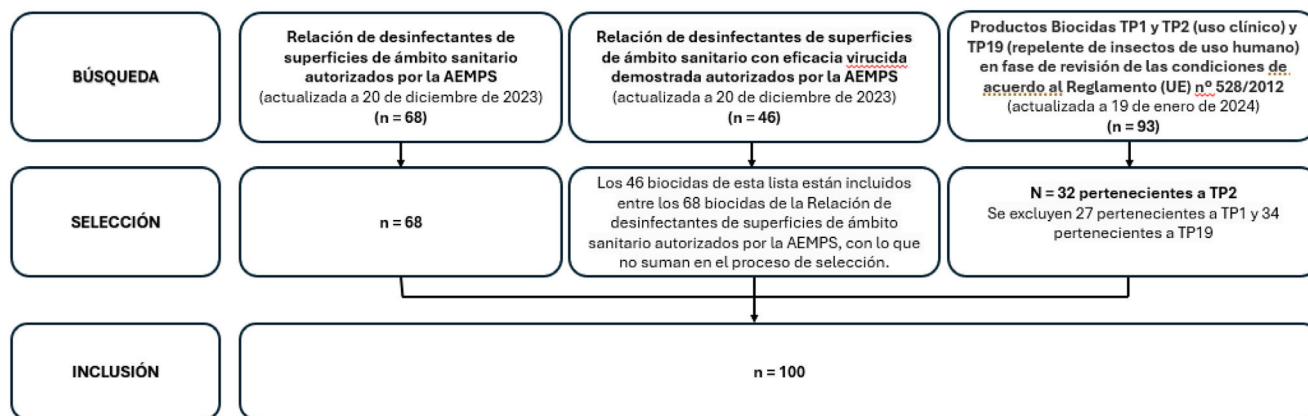 BÚSQUEDA
Relación de desinfectantes de
superficies de ámbito sanitario
autorizados por la AEMPS
(actualizada a 20 de diciembre de 2023)
(n = 68)
Relación de desinfectantes de superficies
de ámbito sanitario con eficacia virucida
demostrada autorizados por la AEMPS
(actualizada a 20 de diciembre de 2023)
(n = 46)
Productos Biocidas TP1 y TP2 (uso clínico) y
TP19 (repelente de insectos de uso humano)
en fase de revisión de las condiciones de
acuerdo al Reglamento (UE) nº 528/2012
(actualizada a 19 de enero de 2024)
(n = 93)
SELECCIÓN
n = 68
Los 46 biocidas de esta lista están incluidos
entre los 68 biocidas de la Relación de
desinfectantes de superficies de ámbito
sanitario autorizados por la AEMPS, con lo que
no suman en el proceso de selección.
N = 32 pertenecientes a TP2
Se excluyen 27 pertenecientes a TP1 y 34
pertenecientes a TP19
INCLUSIÓN
n = 100